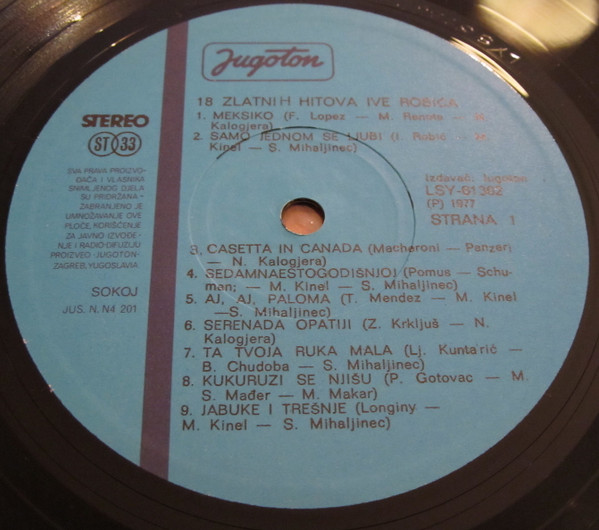 Jugoton
18 ZLATNIH HITOVA IVE ROBIĆA
1. MEKSIKO (F. Lopez — M. Renota — N.
Kalogjera)
2. SAMO JEDNOM SE LJUBI (I. Robić —
Kinel — S. Mihaljinec)
STEREO
ST 33
SVA PRAVA PROIZVO-
ĐAČA I VLASNIKA
SNIMLJENOG DJELA
SU PRIDRŽANA -
ZABRANJENO JE
UMNOŽAVANJE OVE
PLOČE, KORIŠĆENJE
ZA JAVNO IZVOĐE-
NJE I RADIO-DIFUZIJU
PROIZVEO - JUGOTON-
ZAGREB, YUGOSLAVIA
SOKOJ
JUS. N. N4 201
Izdavač: Jugoton
LSY-61362
(P) 1977
STRANA 1
3. CASETTA IN CANADA (Macheroni — Panzeri
— N. Kalogjera)
4. SEDAMNAESTOGODIŠNJOJ (Pomus — Schu-
man; — M. Kinel — S. Mihaljinec)
5. AJ, AJ, PALOMA (T. Mendez — M. Kinel
—S. Mihaljinec)
6. SERENADA OPATIJI (Z. Krkljuš — N.
Kalogjera)
7. TA TVOJA RUKA MALA (Lj. Kuntarić —
B. Chudoba — S. Mihaljinec)
8. KUKURUZI SE NJIŠU (P. Gotovac — M.
S. Mađer — M. Makar)
9. JABUKE I TREŠNJE (Longiny —
M. Kinel — S. Mihaljinec)